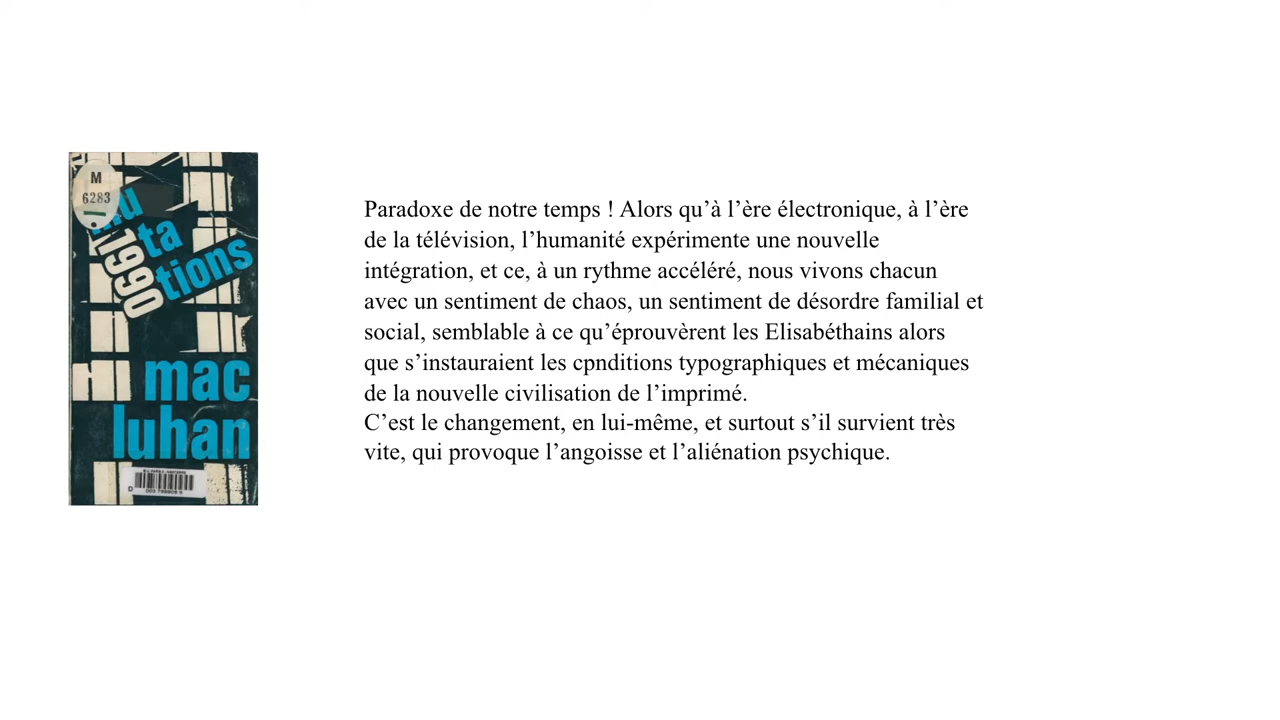 M
6283
mu
ta
tions
1990
mac
luhan
D
Paradoxe de notre temps ! Alors qu’à l’ère électronique, à l’ère
de la télévision, l’humanité expérimente une nouvelle
intégration, et ce, à un rythme accéléré, nous vivons chacun
avec un sentiment de chaos, un sentiment de désordre familial et
social, semblable à ce qu’éprouvèrent les Elisabéthains alors
que s’instauraient les cpnditions typographiques et mécaniques
de la nouvelle civilisation de l’imprimé.
C’est le changement, en lui-même, et surtout s’il survient très
vite, qui provoque l’angoisse et l’aliénation psychique.